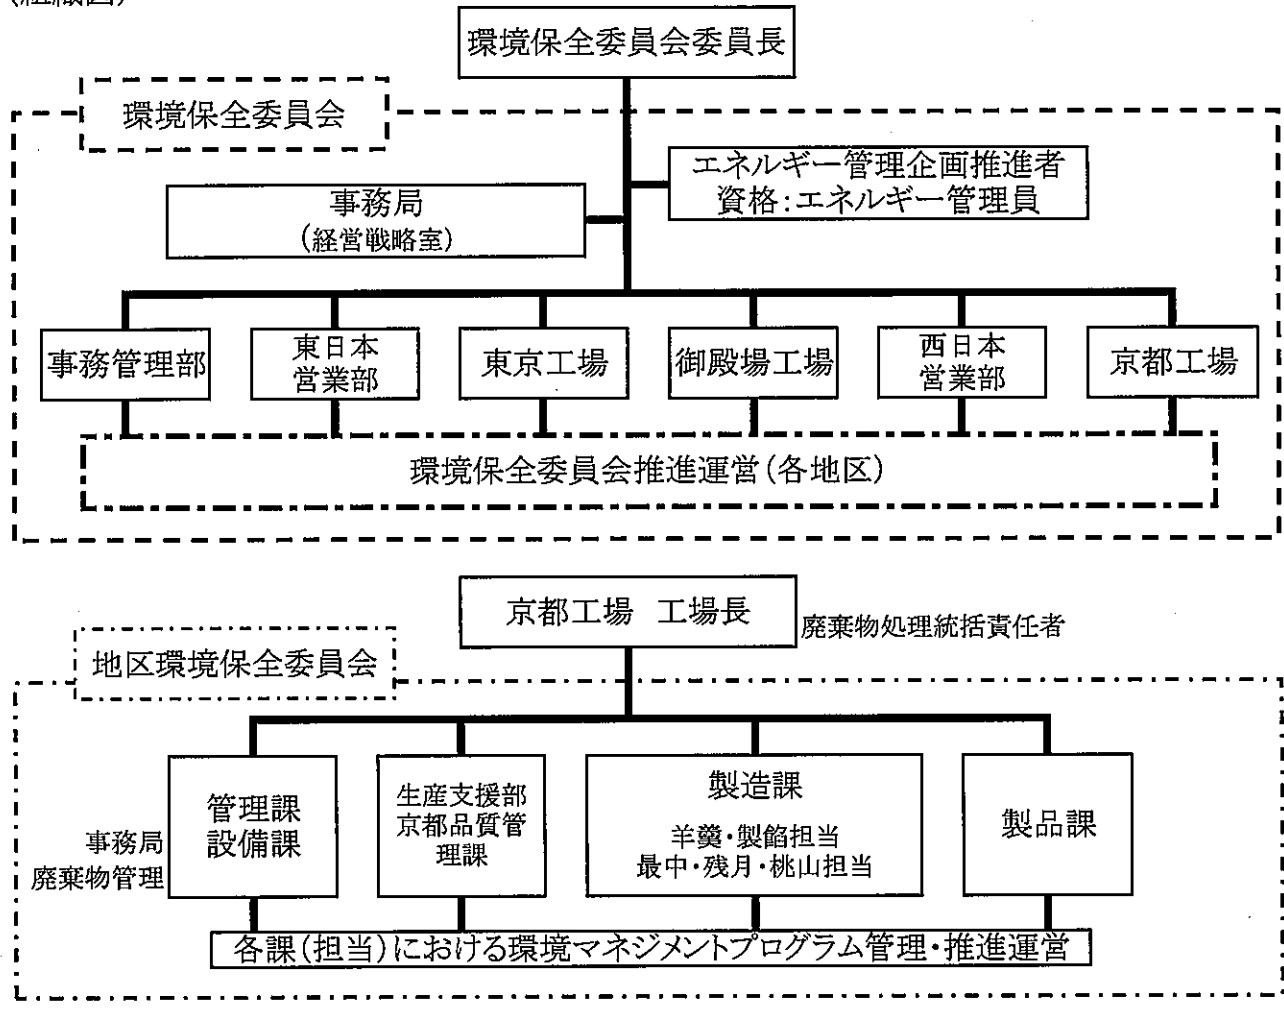 (組織図)
環境保全委員会委員長
環境保全委員会
エネルギー管理企画推進者
資格：エネルギー管理員
事務局
(経営戦略室)
事務管理部
東日本
営業部
東京工場
御殿場工場
西日本
営業部
京都工場
環境保全委員会推進運営(各地区)
京都工場　工場長
廃棄物処理統括責任者
地区環境保全委員会
事務局
廃棄物管理
管理課
設備課
生産支援部
京都品質管
理課
製造課
羊羹・製餡担当
最中・残月・桃山担当
製品課
各課(担当)における環境マネジメントプログラム管理・推進運営